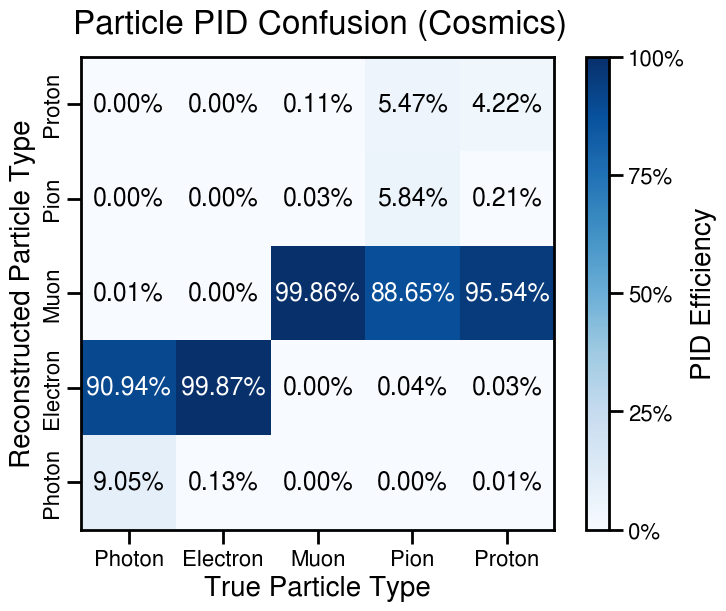 Particle PID Confusion (Cosmics)
Reconstructed Particle Type
Proton
0.00% 0.00% 0.11% 5.47% 4.22%
Pion
0.00% 0.00% 0.03% 5.84% 0.21%
Muon
0.01% 0.00% 99.86% 88.65% 95.54%
Electron
90.94% 99.87% 0.00% 0.04% 0.03%
Photon
9.05% 0.13% 0.00% 0.00% 0.01%
Photon Electron Muon Pion Proton
True Particle Type
100%
75%
50%
25%
0%
PID Efficiency